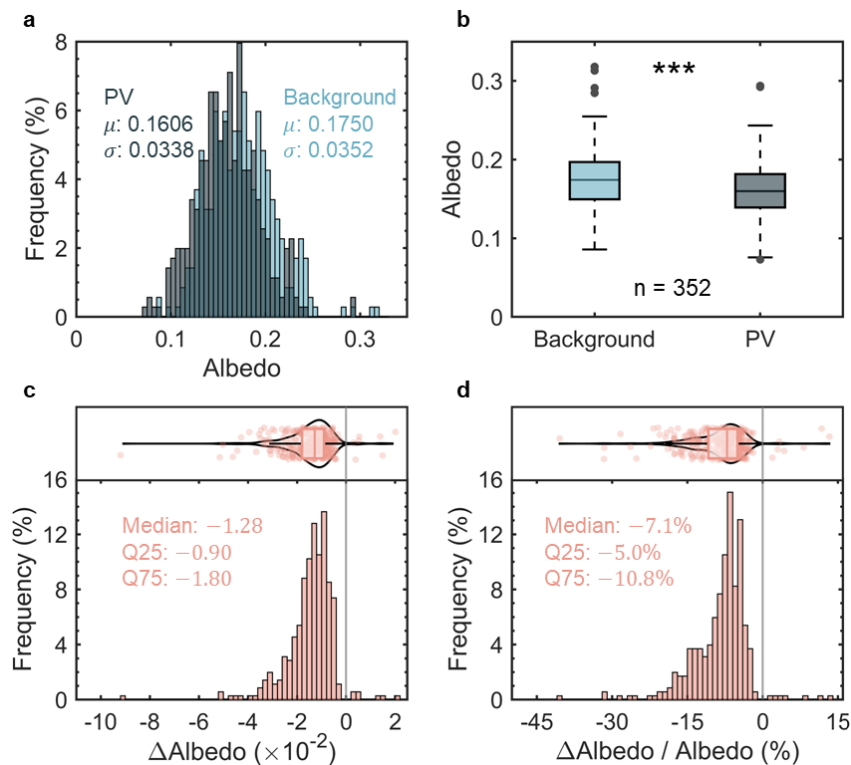 a
8
6
4
2
0
Frequency (%)
PV
μ: 0.1606
σ: 0.0338
Background
μ: 0.1750
σ: 0.0352
0 0.1 0.2 0.3
Albedo
b
0.3
0.2
0.1
0
Albedo
***
n = 352
Background PV
c
16
12
8
4
0
Frequency (%)
Median: −1.28
Q25: −0.90
Q75: −1.80
-10 -8 -6 -4 -2 0 2
ΔAlbedo (×10⁻²)
d
16
12
8
4
0
Frequency (%)
Median: −7.1%
Q25: −5.0%
Q75: −10.8%
-45 -30 -15 0 15
ΔAlbedo / Albedo (%)